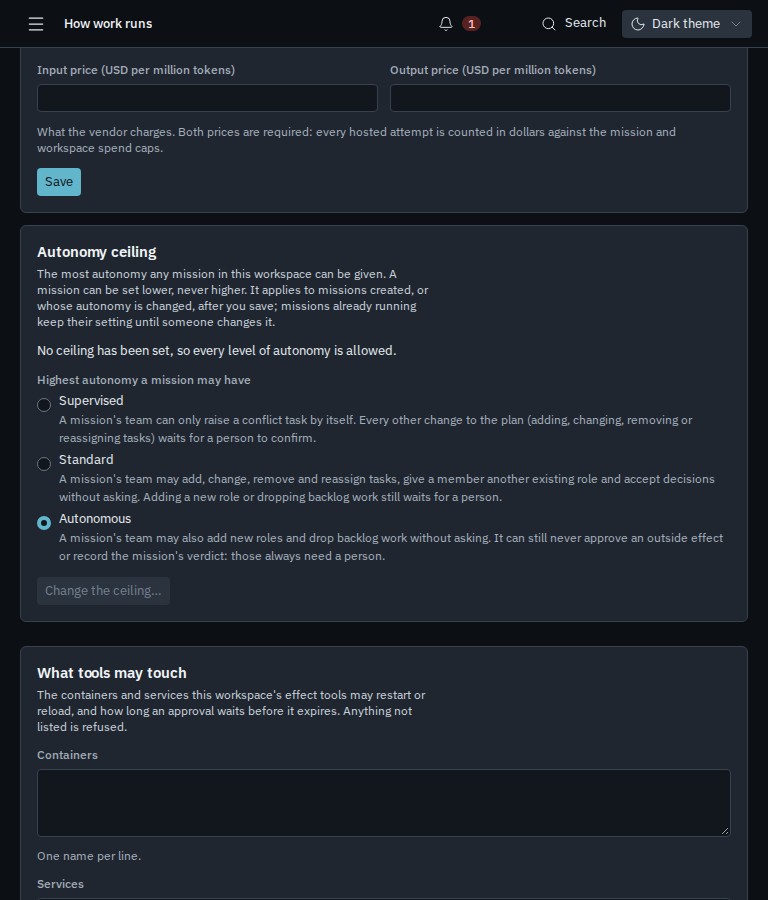 How work runs
1
Search
Dark theme
Input price (USD per million tokens)
Output price (USD per million tokens)
What the vendor charges. Both prices are required: every hosted attempt is counted in dollars against the mission and
workspace spend caps.
Save
Autonomy ceiling
The most autonomy any mission in this workspace can be given. A
mission can be set lower, never higher. It applies to missions created, or
whose autonomy is changed, after you save; missions already running
keep their setting until someone changes it.
No ceiling has been set, so every level of autonomy is allowed.
Highest autonomy a mission may have
Supervised
A mission's team can only raise a conflict task by itself. Every other change to the plan (adding, changing, removing or
reassigning tasks) waits for a person to confirm.
Standard
A mission's team may add, change, remove and reassign tasks, give a member another existing role and accept decisions
without asking. Adding a new role or dropping backlog work still waits for a person.
Autonomous
A mission's team may also add new roles and drop backlog work without asking. It can still never approve an outside effect
or record the mission's verdict: those always need a person.
Change the ceiling...
What tools may touch
The containers and services this workspace's effect tools may restart or
reload, and how long an approval waits before it expires. Anything not
listed is refused.
Containers
One name per line.
Services